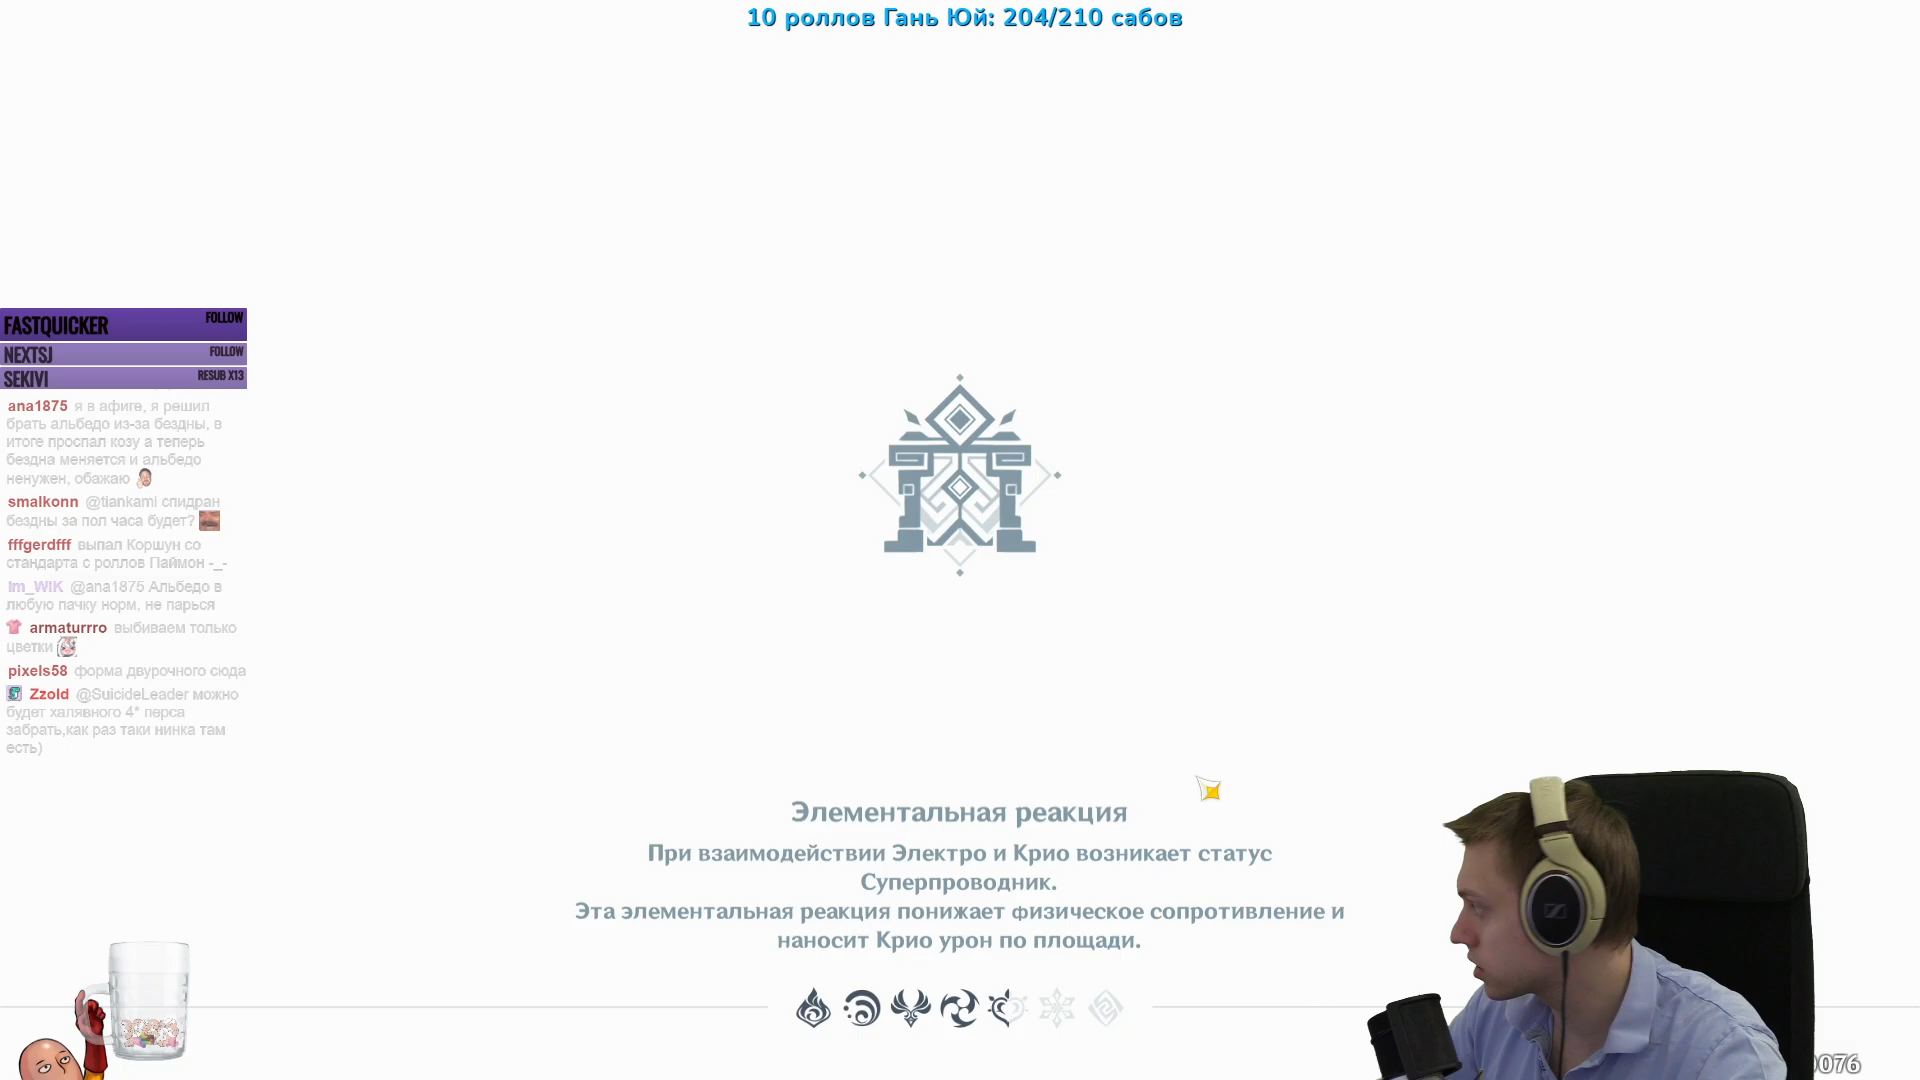 10 роллов Гань Юй: 204/210 сабов
FASTQUICKER FOLLOW
NEXTSJ FOLLOW
SEKIVI RESUB X13
ana1875 я в афиге, я решил
брать альбедо из-за бездны, в
итоге проспал козу а теперь
бездна меняется и альбедо
ненужен, обажаю
smalkonn @tiankami спидран
бездны за пол часа будет?
fffgerdfff выпал Коршун со
стандарта с роллов Паймон -_-
Im_WIK @ana1875 Альбедо в
любую пачку норм, не парься
armaturrro выбиваем только
цветки
pixels58 форма двурочного сюда
Zzold @SuicideLeader можно
будет халявного 4* перса
забрать,как раз таки нинка там
есть)
Элементальная реакция
При взаимодействии Электро и Крио возникает статус
Суперпроводник.
Эта элементальная реакция понижает физическое сопротивление и
наносит Крио урон по площади.
0076